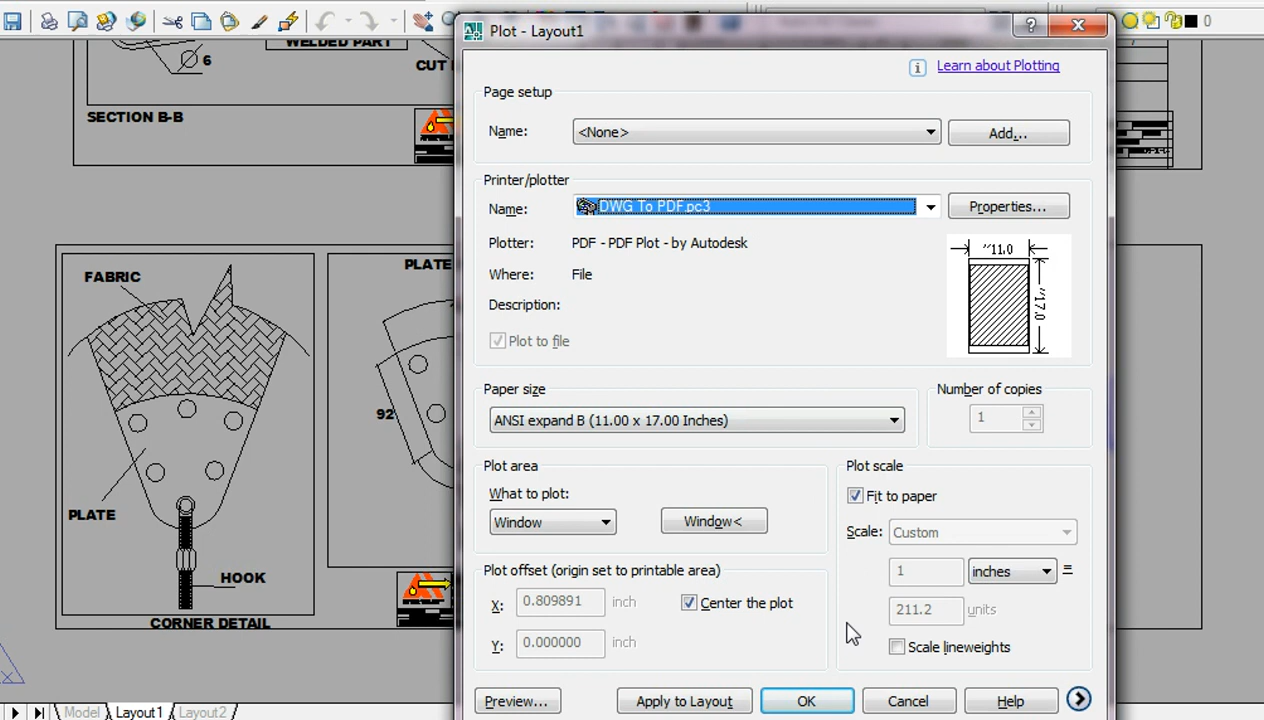 Plot - Layout1
0
WELDED PART
6
CUT
SECTION B-B
Learn about Plotting
Page setup
Name:
<None>
Add...
Printer/plotter
Name:
DWG To PDF.pc3
Properties...
Plotter:
PDF - PDF Plot - by Autodesk
Where:
File
Description:
Plot to file
11.0''
17.0''
Paper size
ANSI expand B (11.00 x 17.00 Inches)
Number of copies
1
Plot area
What to plot:
Window
Window<
Plot scale
Fit to paper
Scale:
Custom
1
inches
=
211.2
units
Scale lineweights
Plot offset (origin set to printable area)
X:
0.809891
inch
Center the plot
Y:
0.000000
inch
Preview...
Apply to Layout
OK
Cancel
Help
FABRIC
PLATE
92
PLATE
HOOK
CORNER DETAIL
Model
Layout1
Layout2